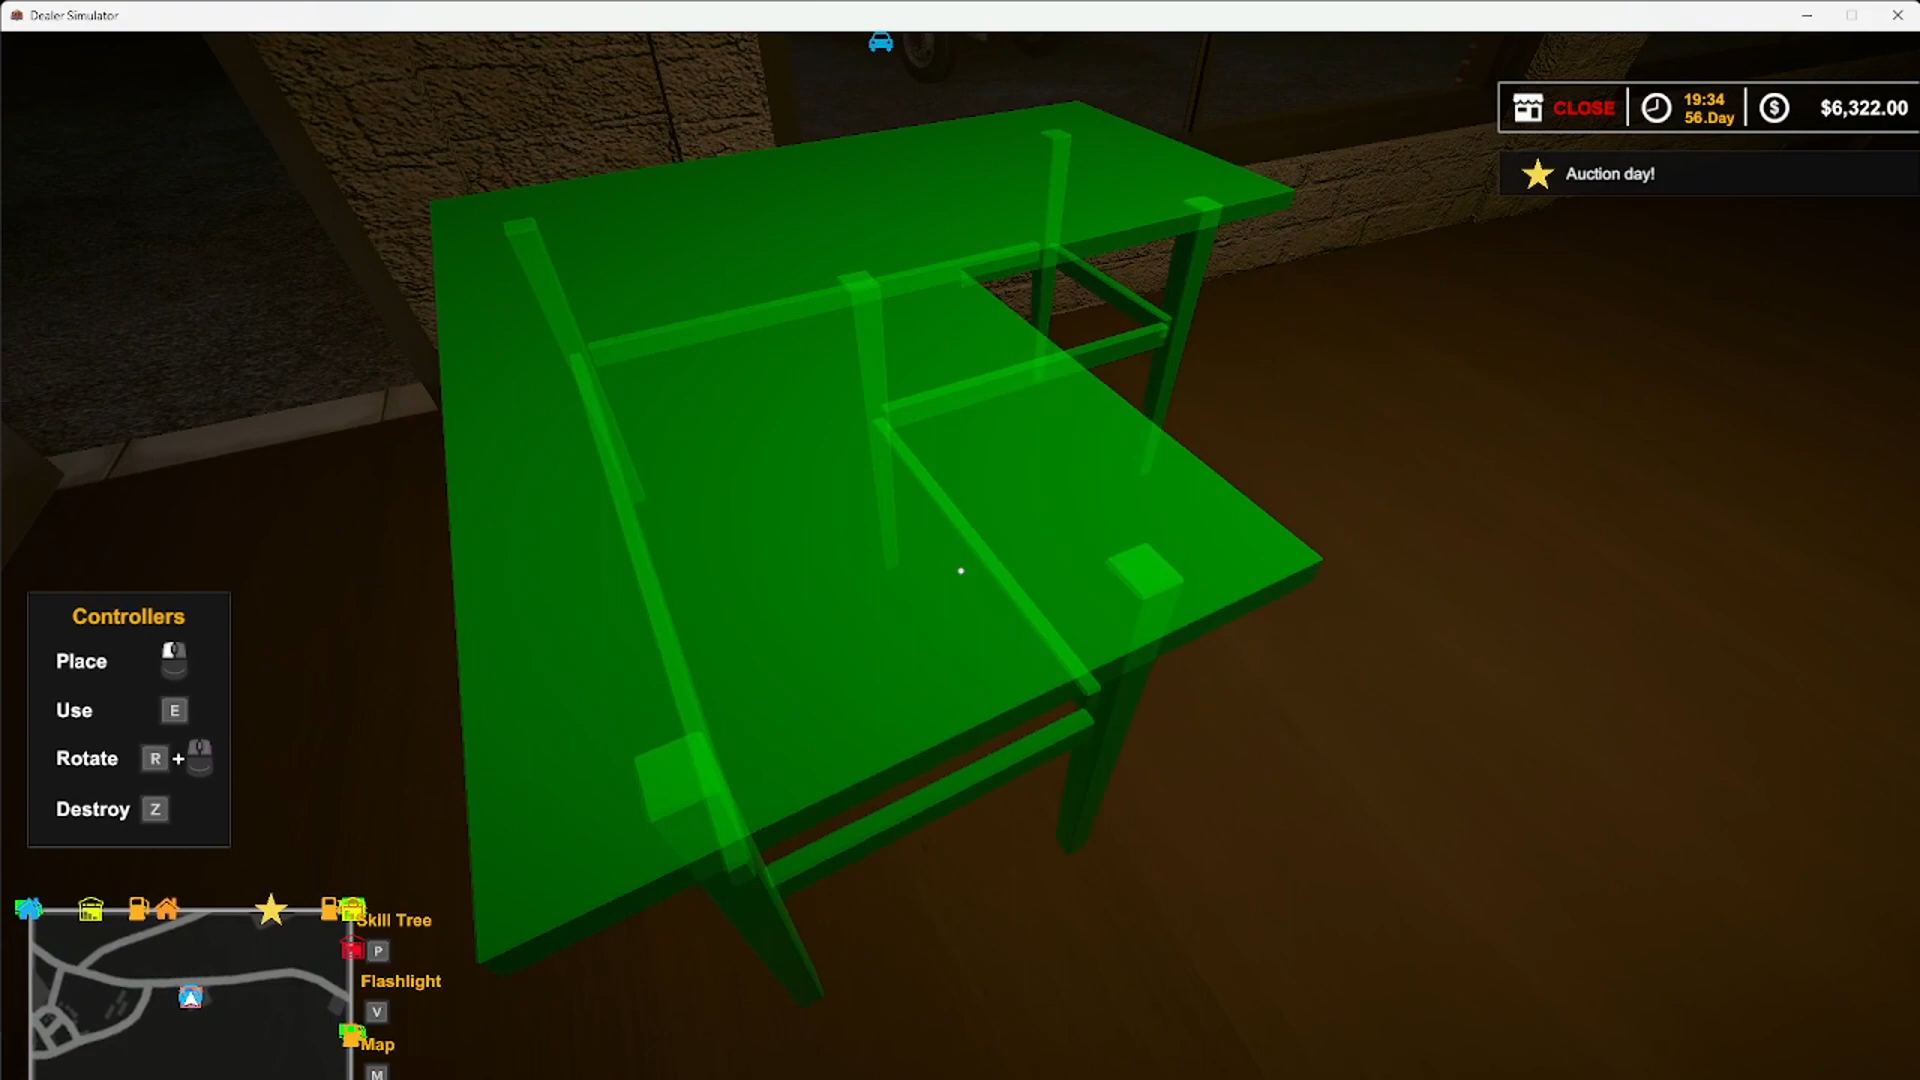 Dealer Simulator
CLOSE
19:34
56.Day
$6,322.00
Auction day!
Controllers
Place
Use E
Rotate R +
Destroy Z
Skill Tree
P
Flashlight
V
Map
M